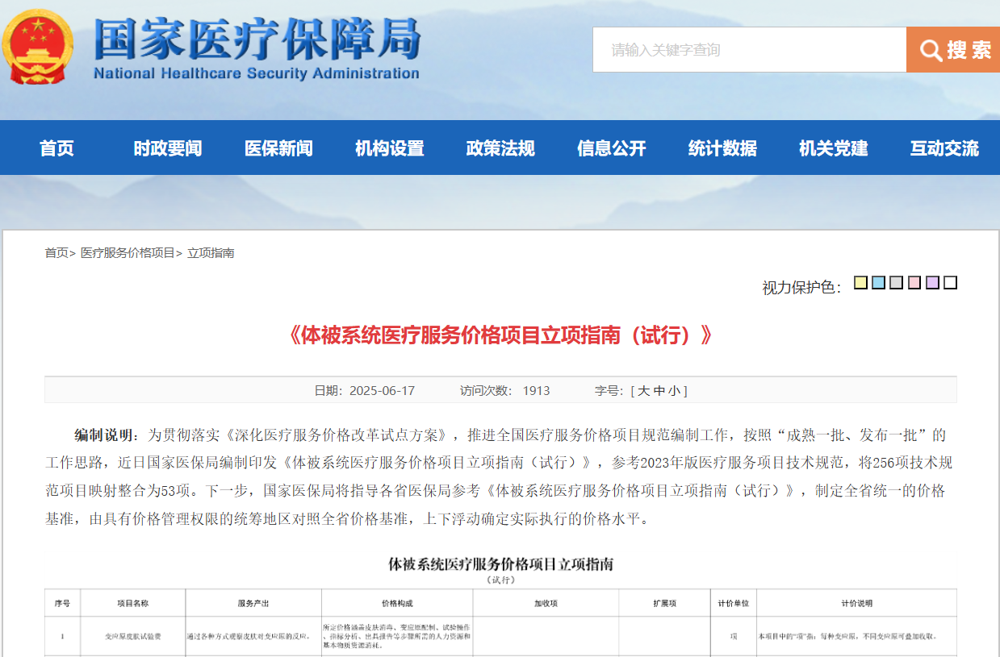 国家医疗保障局
National Healthcare Security Administration
请输入关键字查询
搜 索
首页 时政要闻 医保新闻 机构设置 政策法规 信息公开 统计数据 机关党建 互动交流
首页> 医疗服务价格项目> 立项指南
视力保护色：
《体被系统医疗服务价格项目立项指南（试行）》
日期：2025-06-17 访问次数： 1913 字号：[ 大 中 小 ]
编制说明：为贯彻落实《深化医疗服务价格改革试点方案》，推进全国医疗服务价格项目规范编制工作，按照“成熟一批、发布一批”的
工作思路，近日国家医保局编制印发《体被系统医疗服务价格项目立项指南（试行）》，参考2023年版医疗服务项目技术规范，将256项技术规
范项目映射整合为53项。下一步，国家医保局将指导各省医保局参考《体被系统医疗服务价格项目立项指南（试行）》，制定全省统一的价格
基准，由具有价格管理权限的统筹地区对照全省价格基准，上下浮动确定实际执行的价格水平。
体被系统医疗服务价格项目立项指南
（试行）
序号 项目名称 服务产出 价格构成 加收项 扩展项 计价单位 计价说明
1 变应原皮肤试验费 通过各种方式观察皮肤对变应原的反应。 所定价格涵盖皮肤消毒、变应原配制、试验操作
、指标分析、出具报告等步骤所需的人力资源和
基本物质资源消耗。 项 本项目中的“项”指：每种变应原，不同变应原可叠加收取。